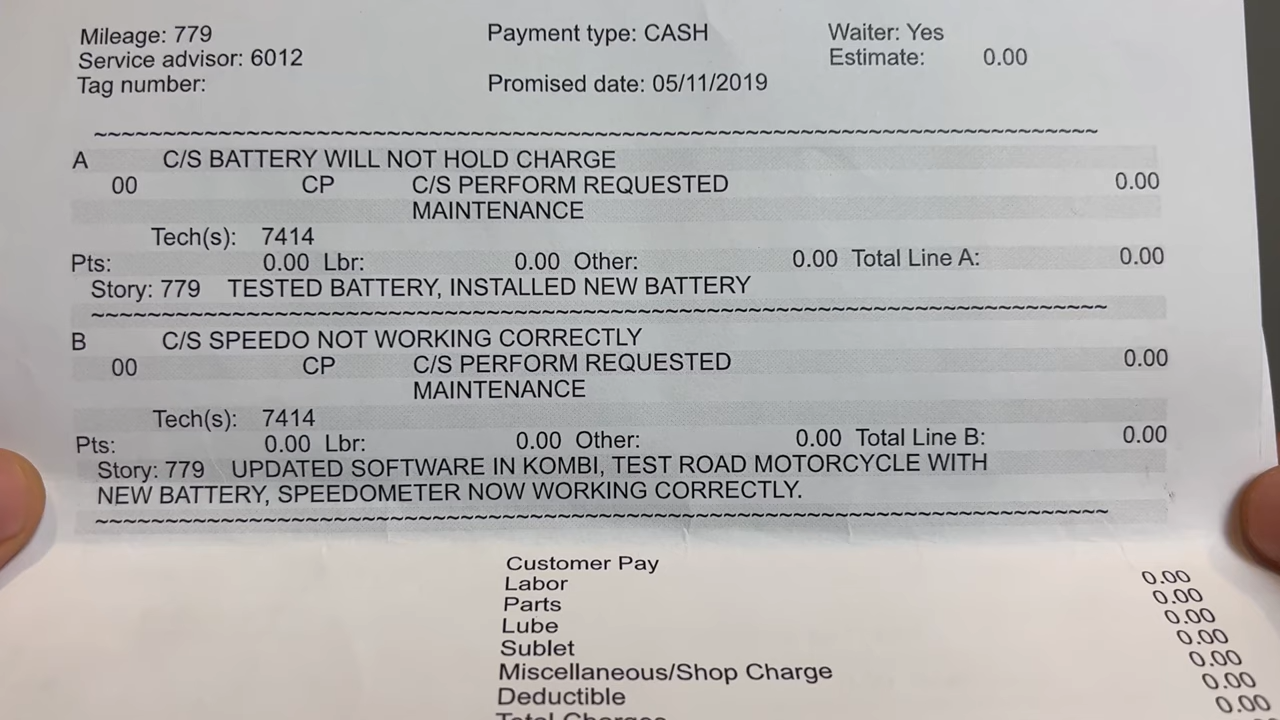 Mileage: 779 Payment type: CASH Waiter: Yes
Service advisor: 6012 Estimate: 0.00
Tag number: Promised date: 05/11/2019
~~~~~~~~~~~~~~~~~~~~~~~~~~~~~~~~~~~~~~~~~~~~~~~~~~~~~~~~~~~~~~~~~~~~~~~~
A C/S BATTERY WILL NOT HOLD CHARGE
00 CP C/S PERFORM REQUESTED 0.00
MAINTENANCE
Tech(s): 7414
Pts: 0.00 Lbr: 0.00 Other: 0.00 Total Line A: 0.00
Story: 779 TESTED BATTERY, INSTALLED NEW BATTERY
~~~~~~~~~~~~~~~~~~~~~~~~~~~~~~~~~~~~~~~~~~~~~~~~~~~~~~~~~~~~~~~~~~~~~~~~
B C/S SPEEDO NOT WORKING CORRECTLY
00 CP C/S PERFORM REQUESTED 0.00
MAINTENANCE
Tech(s): 7414
Pts: 0.00 Lbr: 0.00 Other: 0.00 Total Line B: 0.00
Story: 779 UPDATED SOFTWARE IN KOMBI, TEST ROAD MOTORCYCLE WITH
NEW BATTERY, SPEEDOMETER NOW WORKING CORRECTLY.
~~~~~~~~~~~~~~~~~~~~~~~~~~~~~~~~~~~~~~~~~~~~~~~~~~~~~~~~~~~~~~~~~~~~~~~~
Customer Pay 0.00
Labor 0.00
Parts 0.00
Lube 0.00
Sublet 0.00
Miscellaneous/Shop Charge 0.00
Deductible 0.00
Total Charges